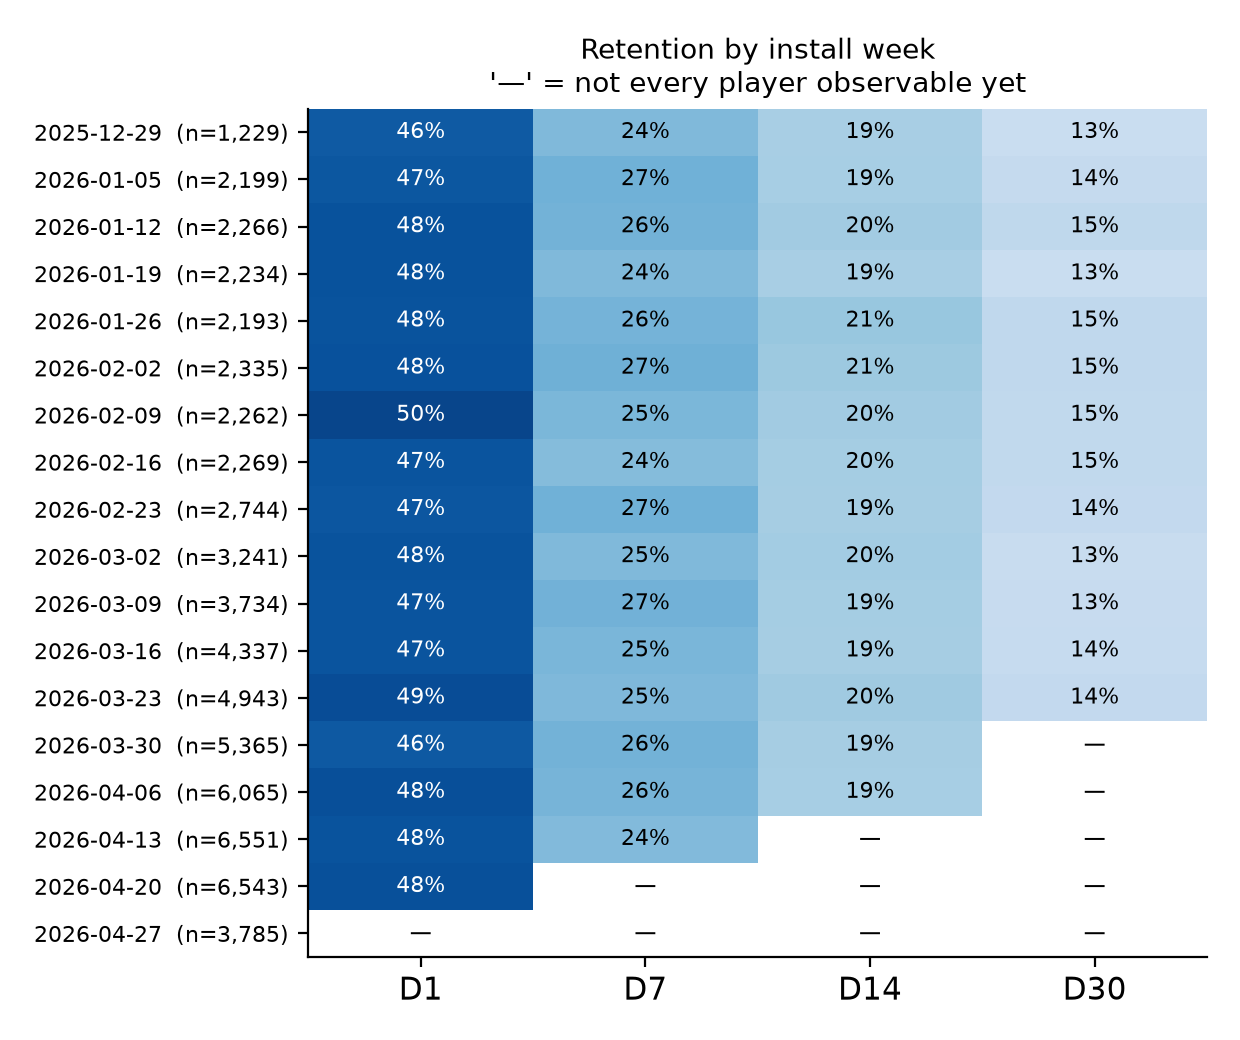 Retention by install week
'—' = not every player observable yet
2025-12-29 (n=1,229) 46% 24% 19% 13%
2026-01-05 (n=2,199) 47% 27% 19% 14%
2026-01-12 (n=2,266) 48% 26% 20% 15%
2026-01-19 (n=2,234) 48% 24% 19% 13%
2026-01-26 (n=2,193) 48% 26% 21% 15%
2026-02-02 (n=2,335) 48% 27% 21% 15%
2026-02-09 (n=2,262) 50% 25% 20% 15%
2026-02-16 (n=2,269) 47% 24% 20% 15%
2026-02-23 (n=2,744) 47% 27% 19% 14%
2026-03-02 (n=3,241) 48% 25% 20% 13%
2026-03-09 (n=3,734) 47% 27% 19% 13%
2026-03-16 (n=4,337) 47% 25% 19% 14%
2026-03-23 (n=4,943) 49% 25% 20% 14%
2026-03-30 (n=5,365) 46% 26% 19% —
2026-04-06 (n=6,065) 48% 26% 19% —
2026-04-13 (n=6,551) 48% 24% — —
2026-04-20 (n=6,543) 48% — — —
2026-04-27 (n=3,785) — — — —
D1 D7 D14 D30